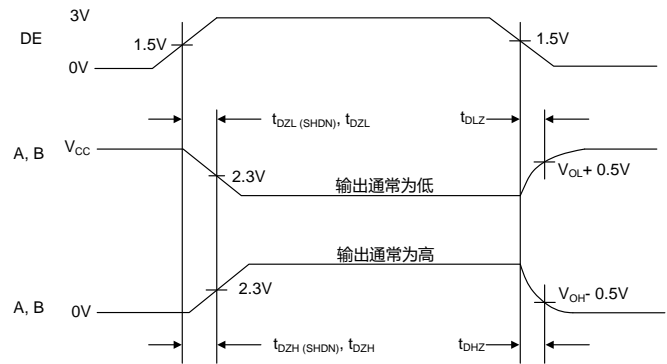 3V
DE
1.5V
1.5V
0V
tDZL (SHDN), tDZL
tDLZ
A, B
VCC
2.3V
输出通常为低
VOL+ 0.5V
输出通常为高
2.3V
VOH- 0.5V
A, B
0V
tDZH (SHDN), tDZH
tDHZ